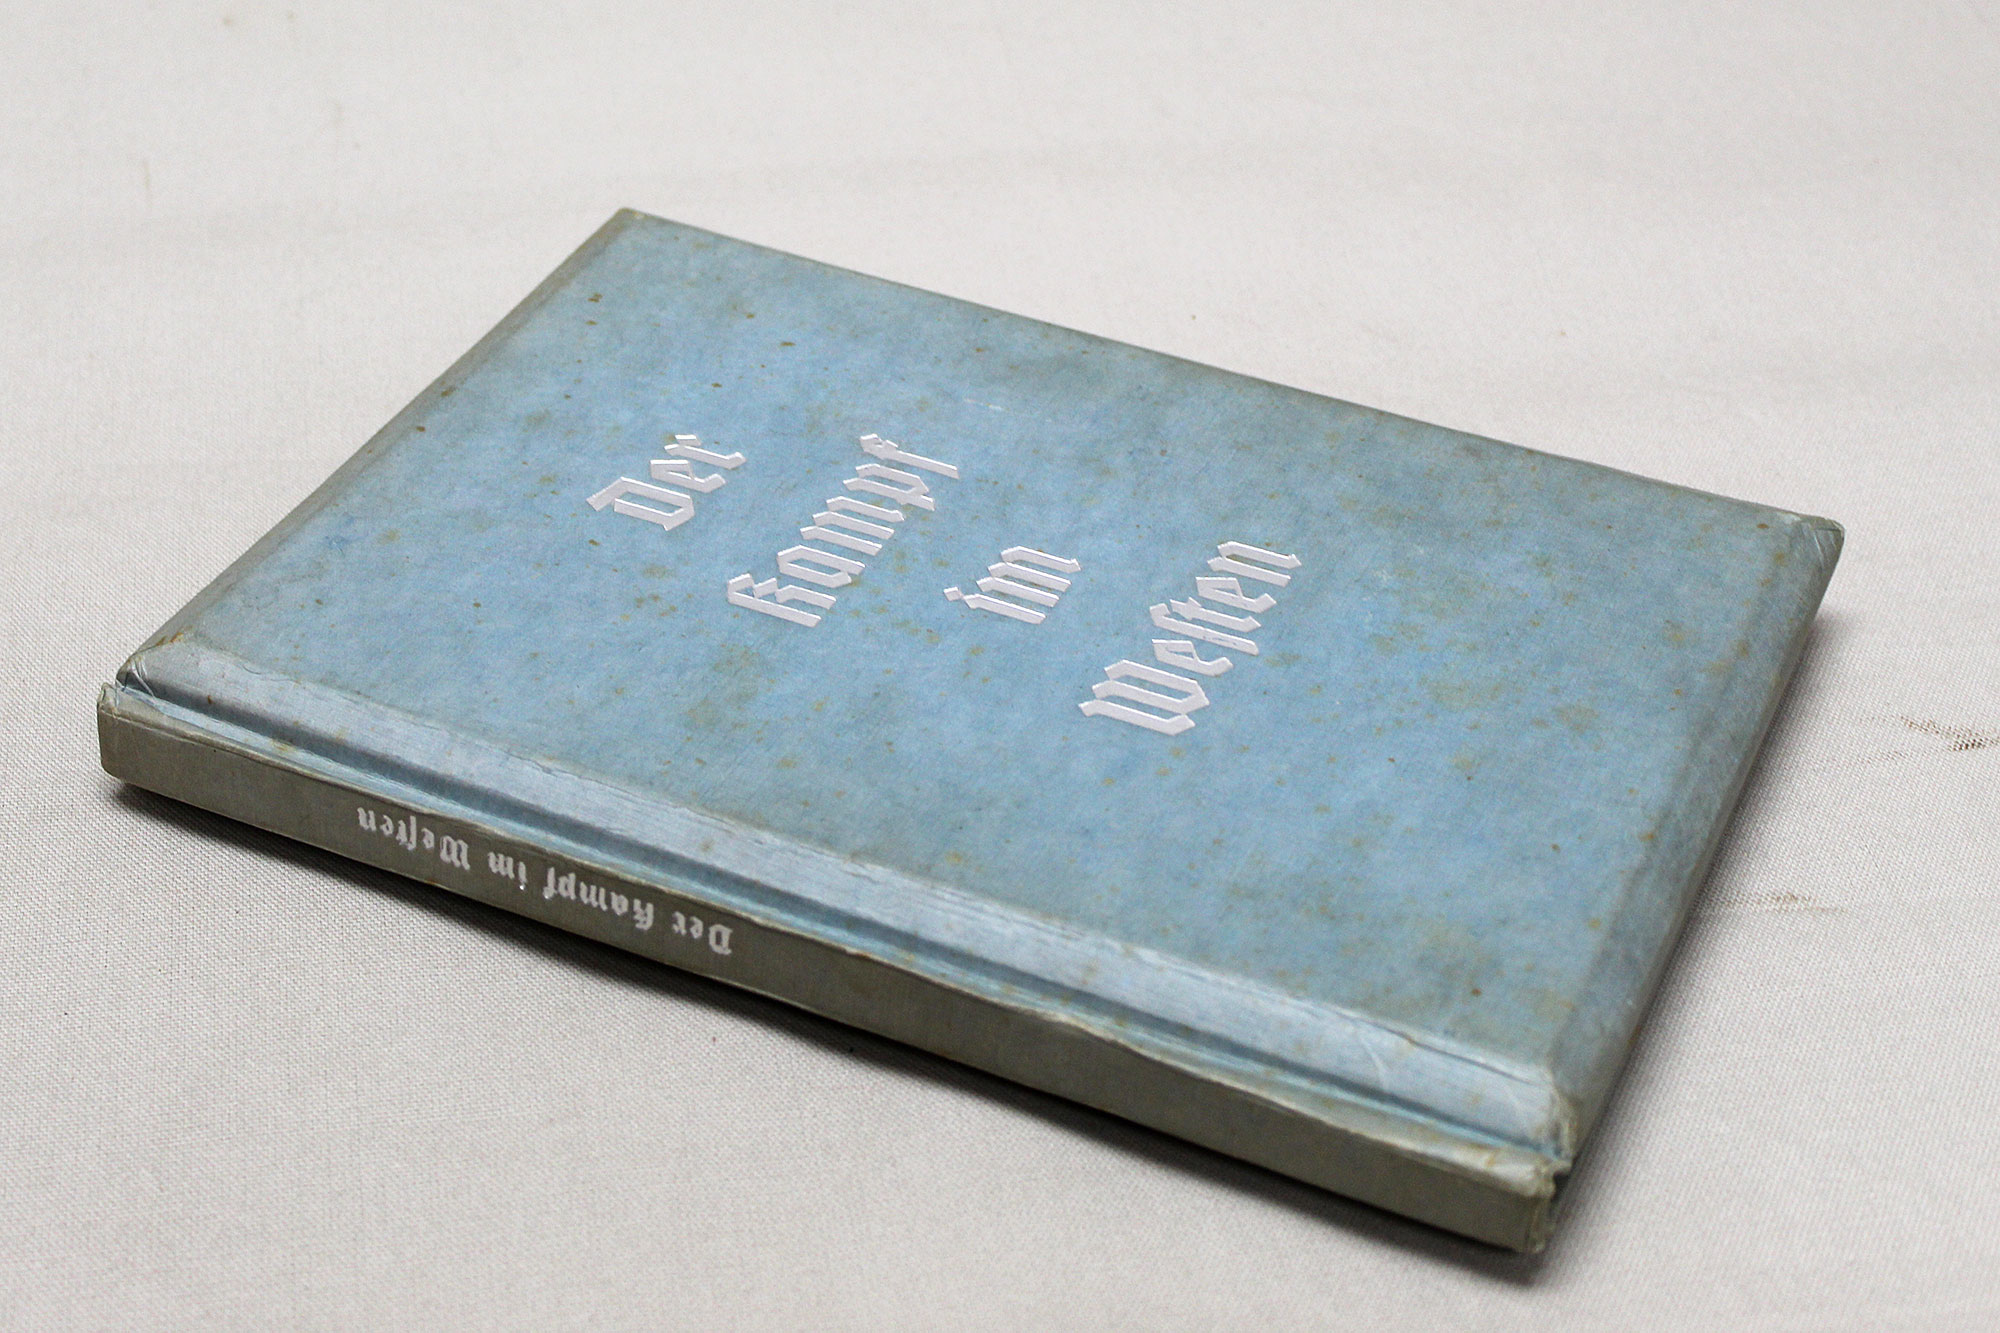 Der
Kampf
im
Weſten
Der Kampf im Weſten